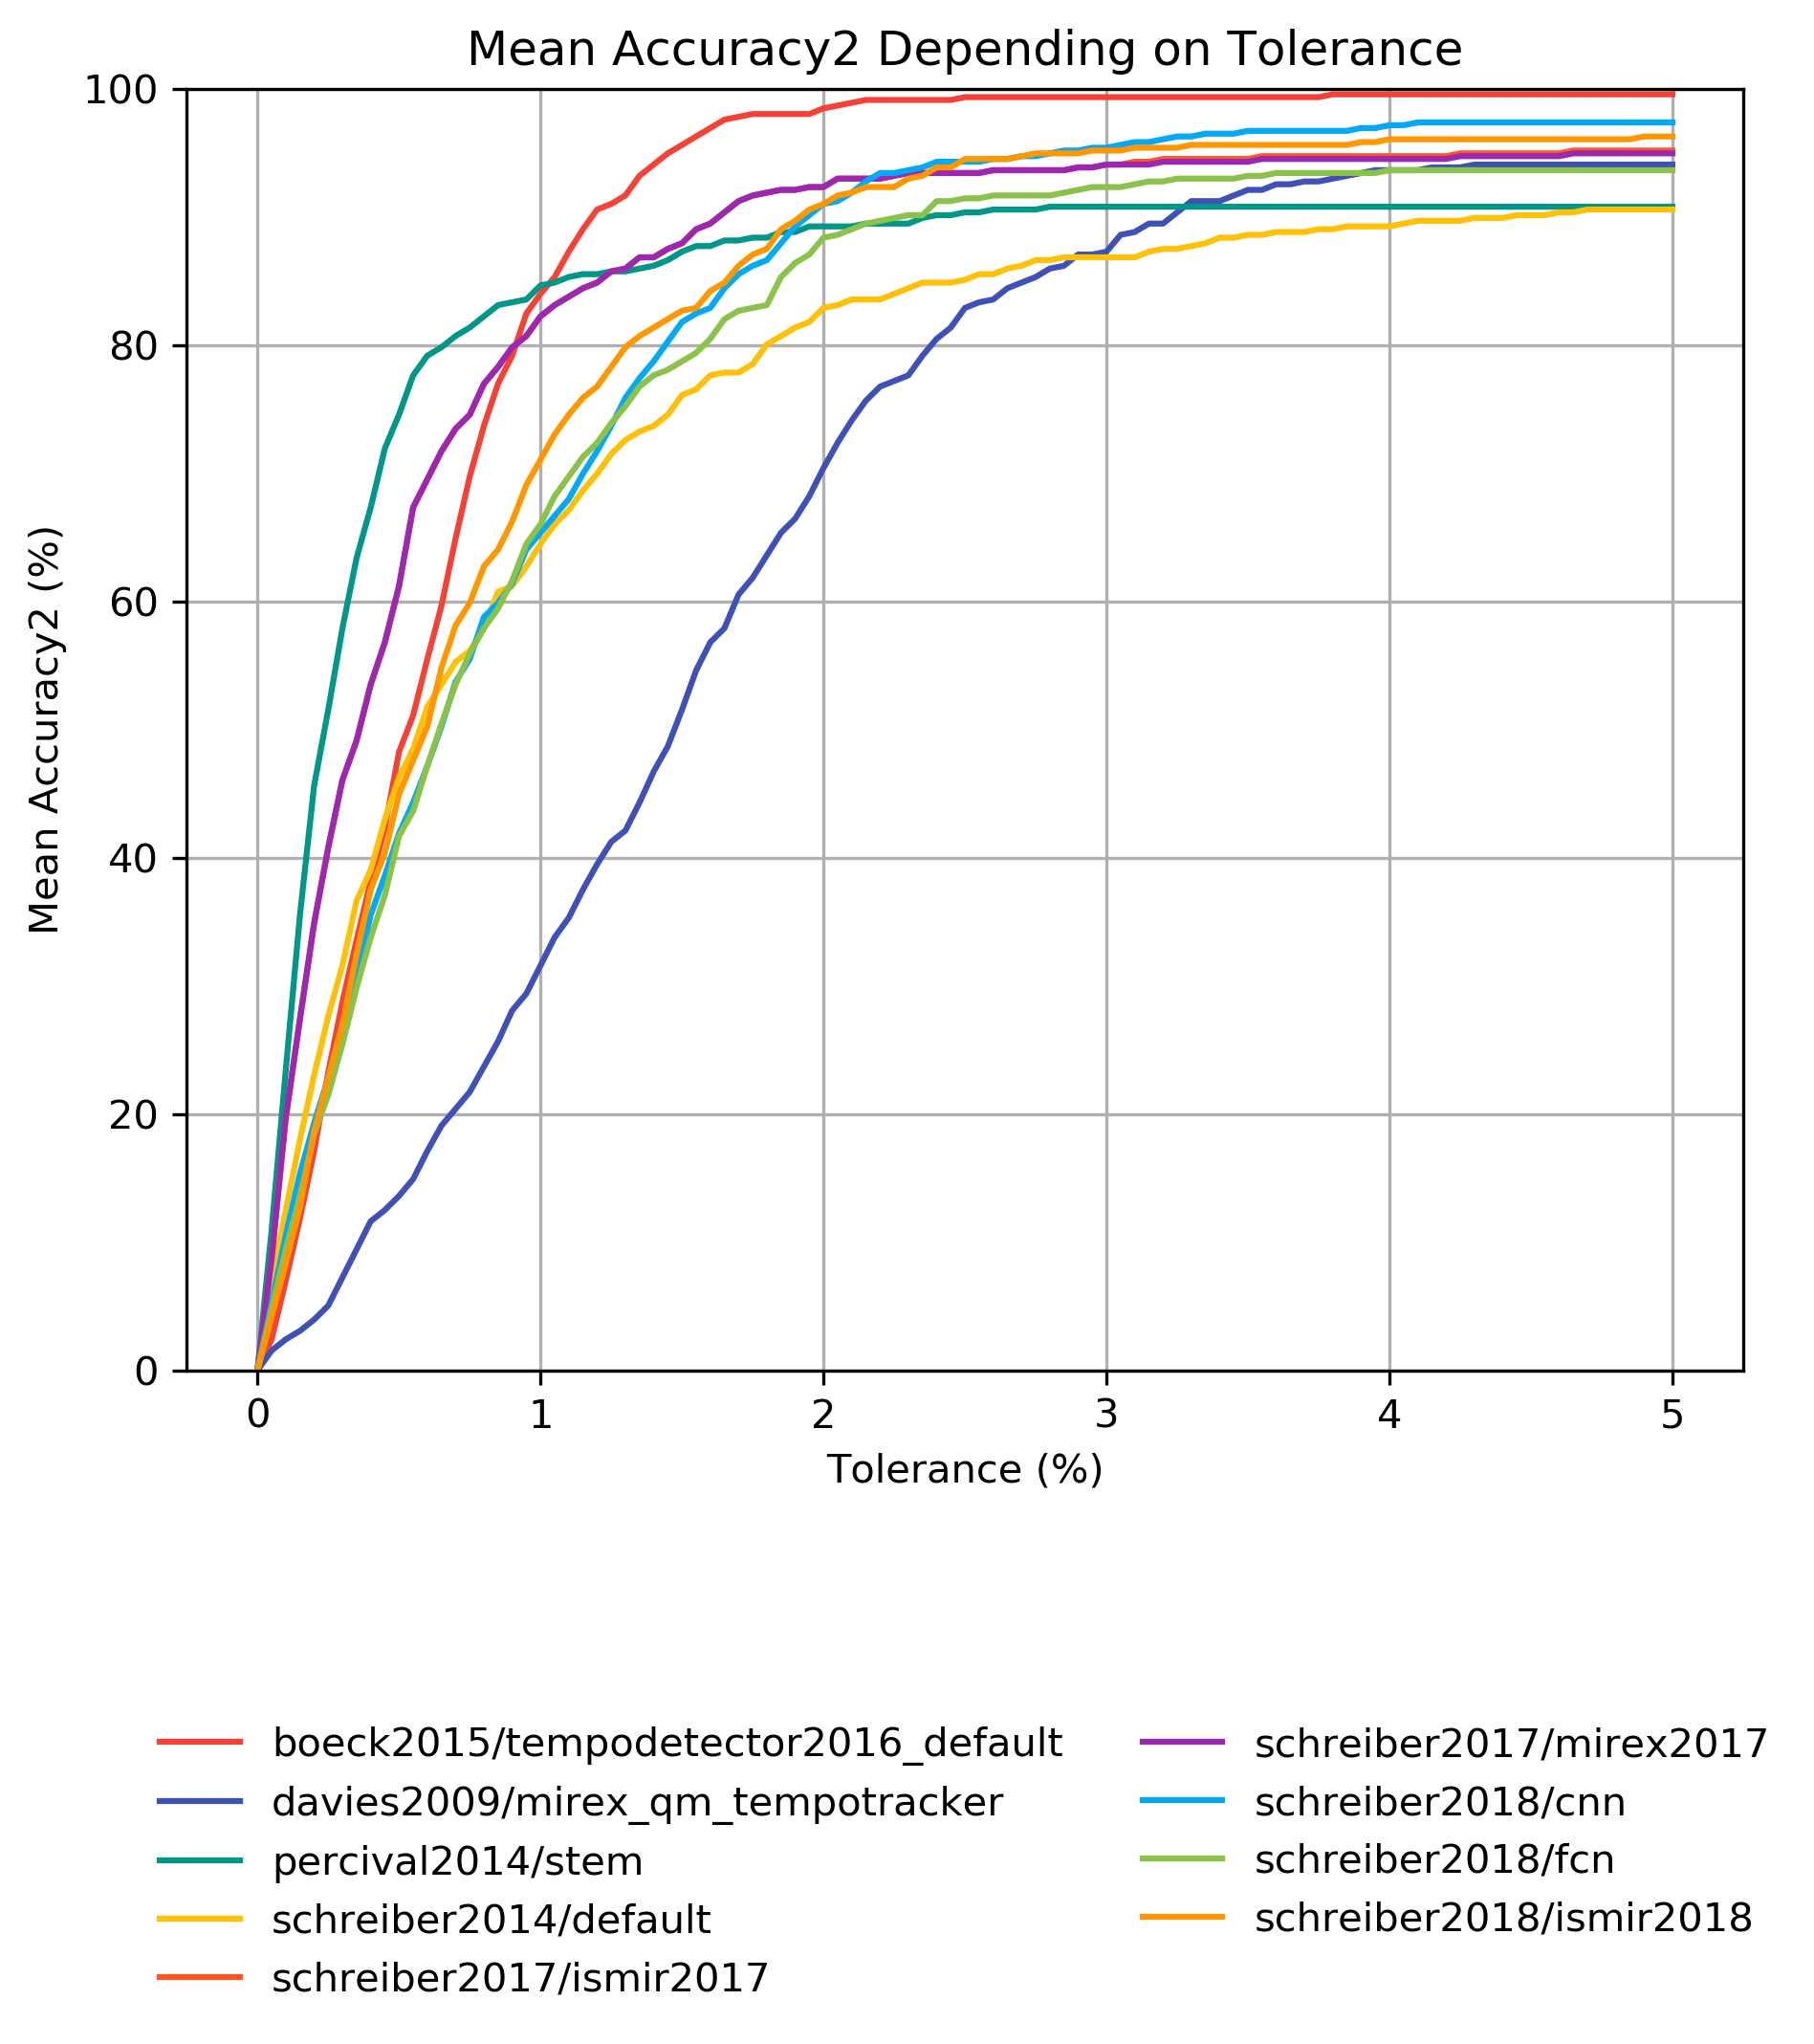 Mean Accuracy2 Depending on Tolerance
100
80
60
40
20
0
Mean Accuracy2 (%)
0 1 2 3 4 5
Tolerance (%)
boeck2015/tempodetector2016_default
davies2009/mirex_qm_tempotracker
percival2014/stem
schreiber2014/default
schreiber2017/ismir2017
schreiber2017/mirex2017
schreiber2018/cnn
schreiber2018/fcn
schreiber2018/ismir2018